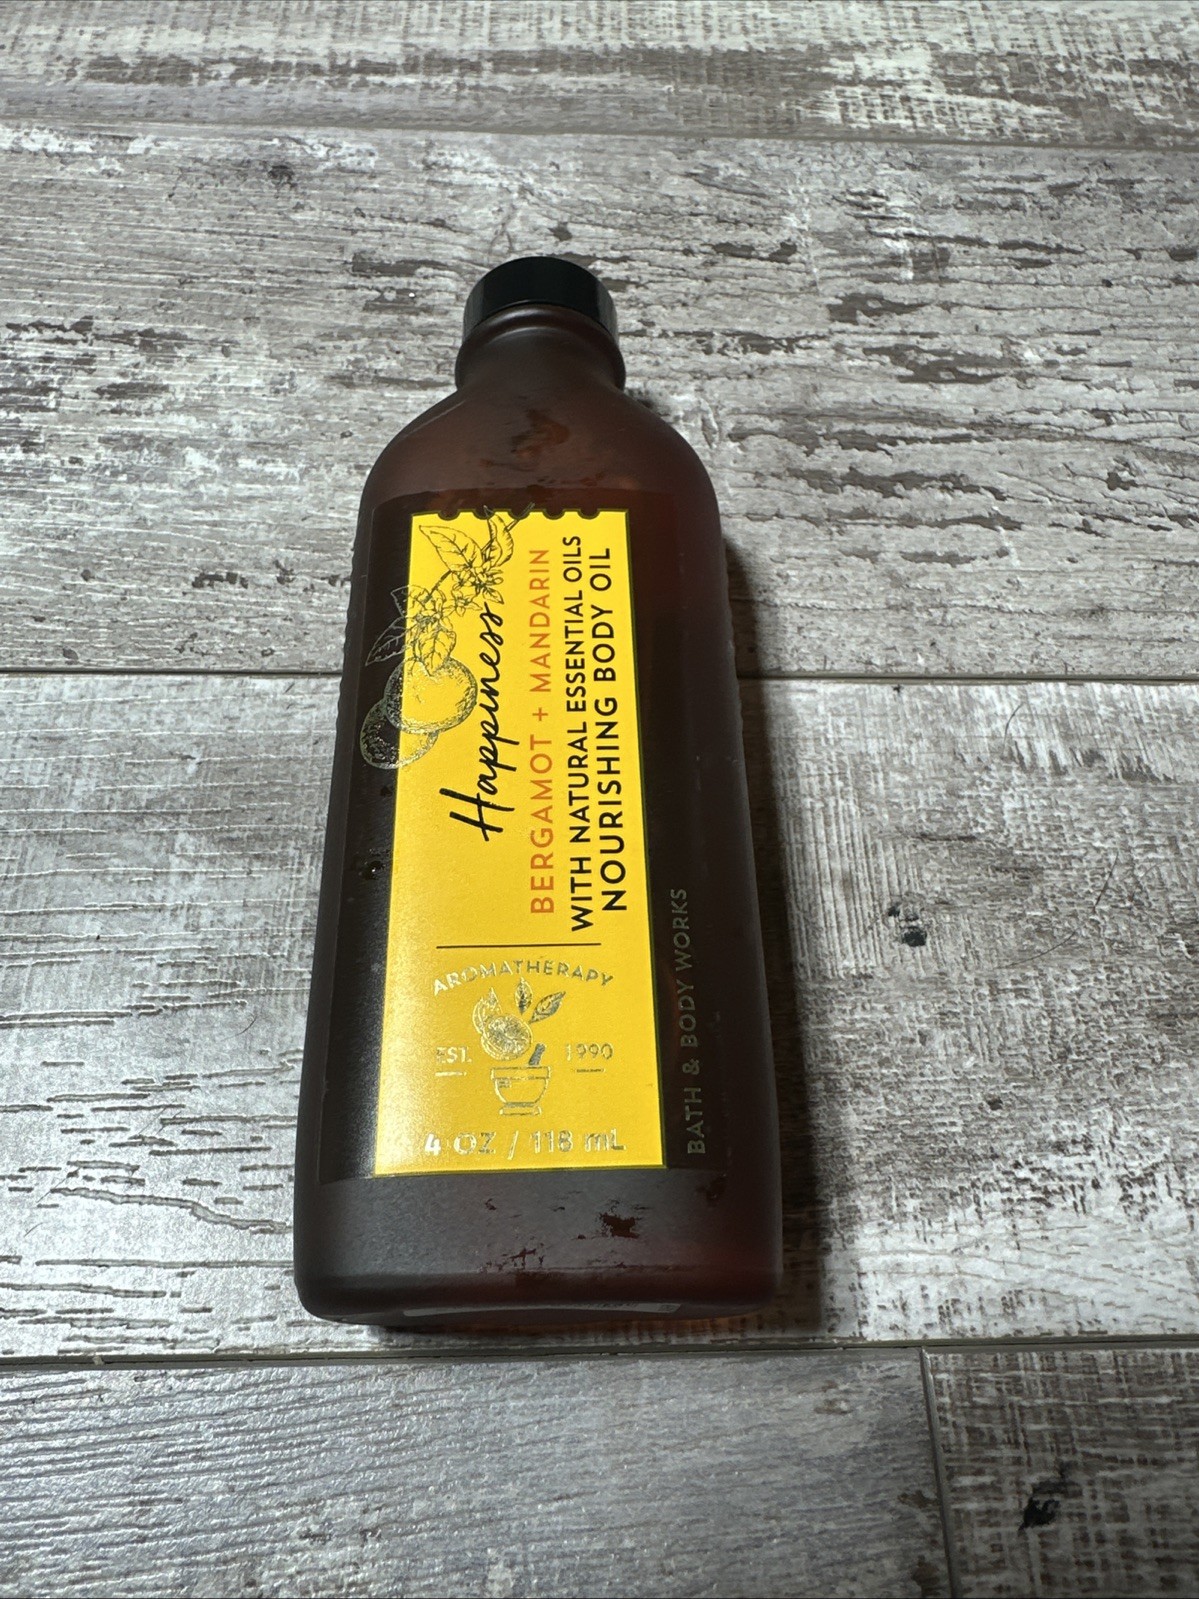 Happiness
BERGAMOT + MANDARIN
WITH NATURAL ESSENTIAL OILS
NOURISHING BODY OIL
AROMATHERAPY
EST. 1990
4 OZ / 118 mL
BATH & BODY WORKS